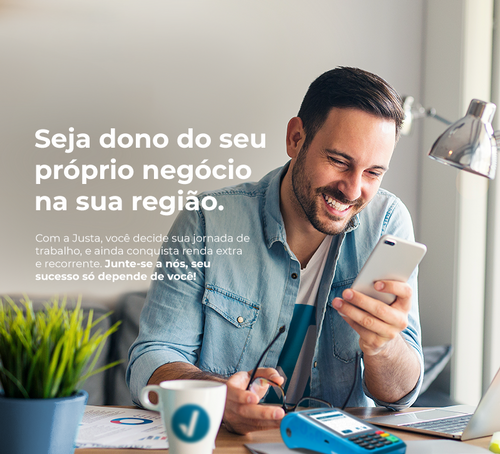 Seja dono do seu
próprio negócio
na sua região.
Com a Justa, você decide sua jornada de
trabalho, e ainda conquista renda extra
e recorrente. Junte-se a nós, seu
sucesso só depende de você!